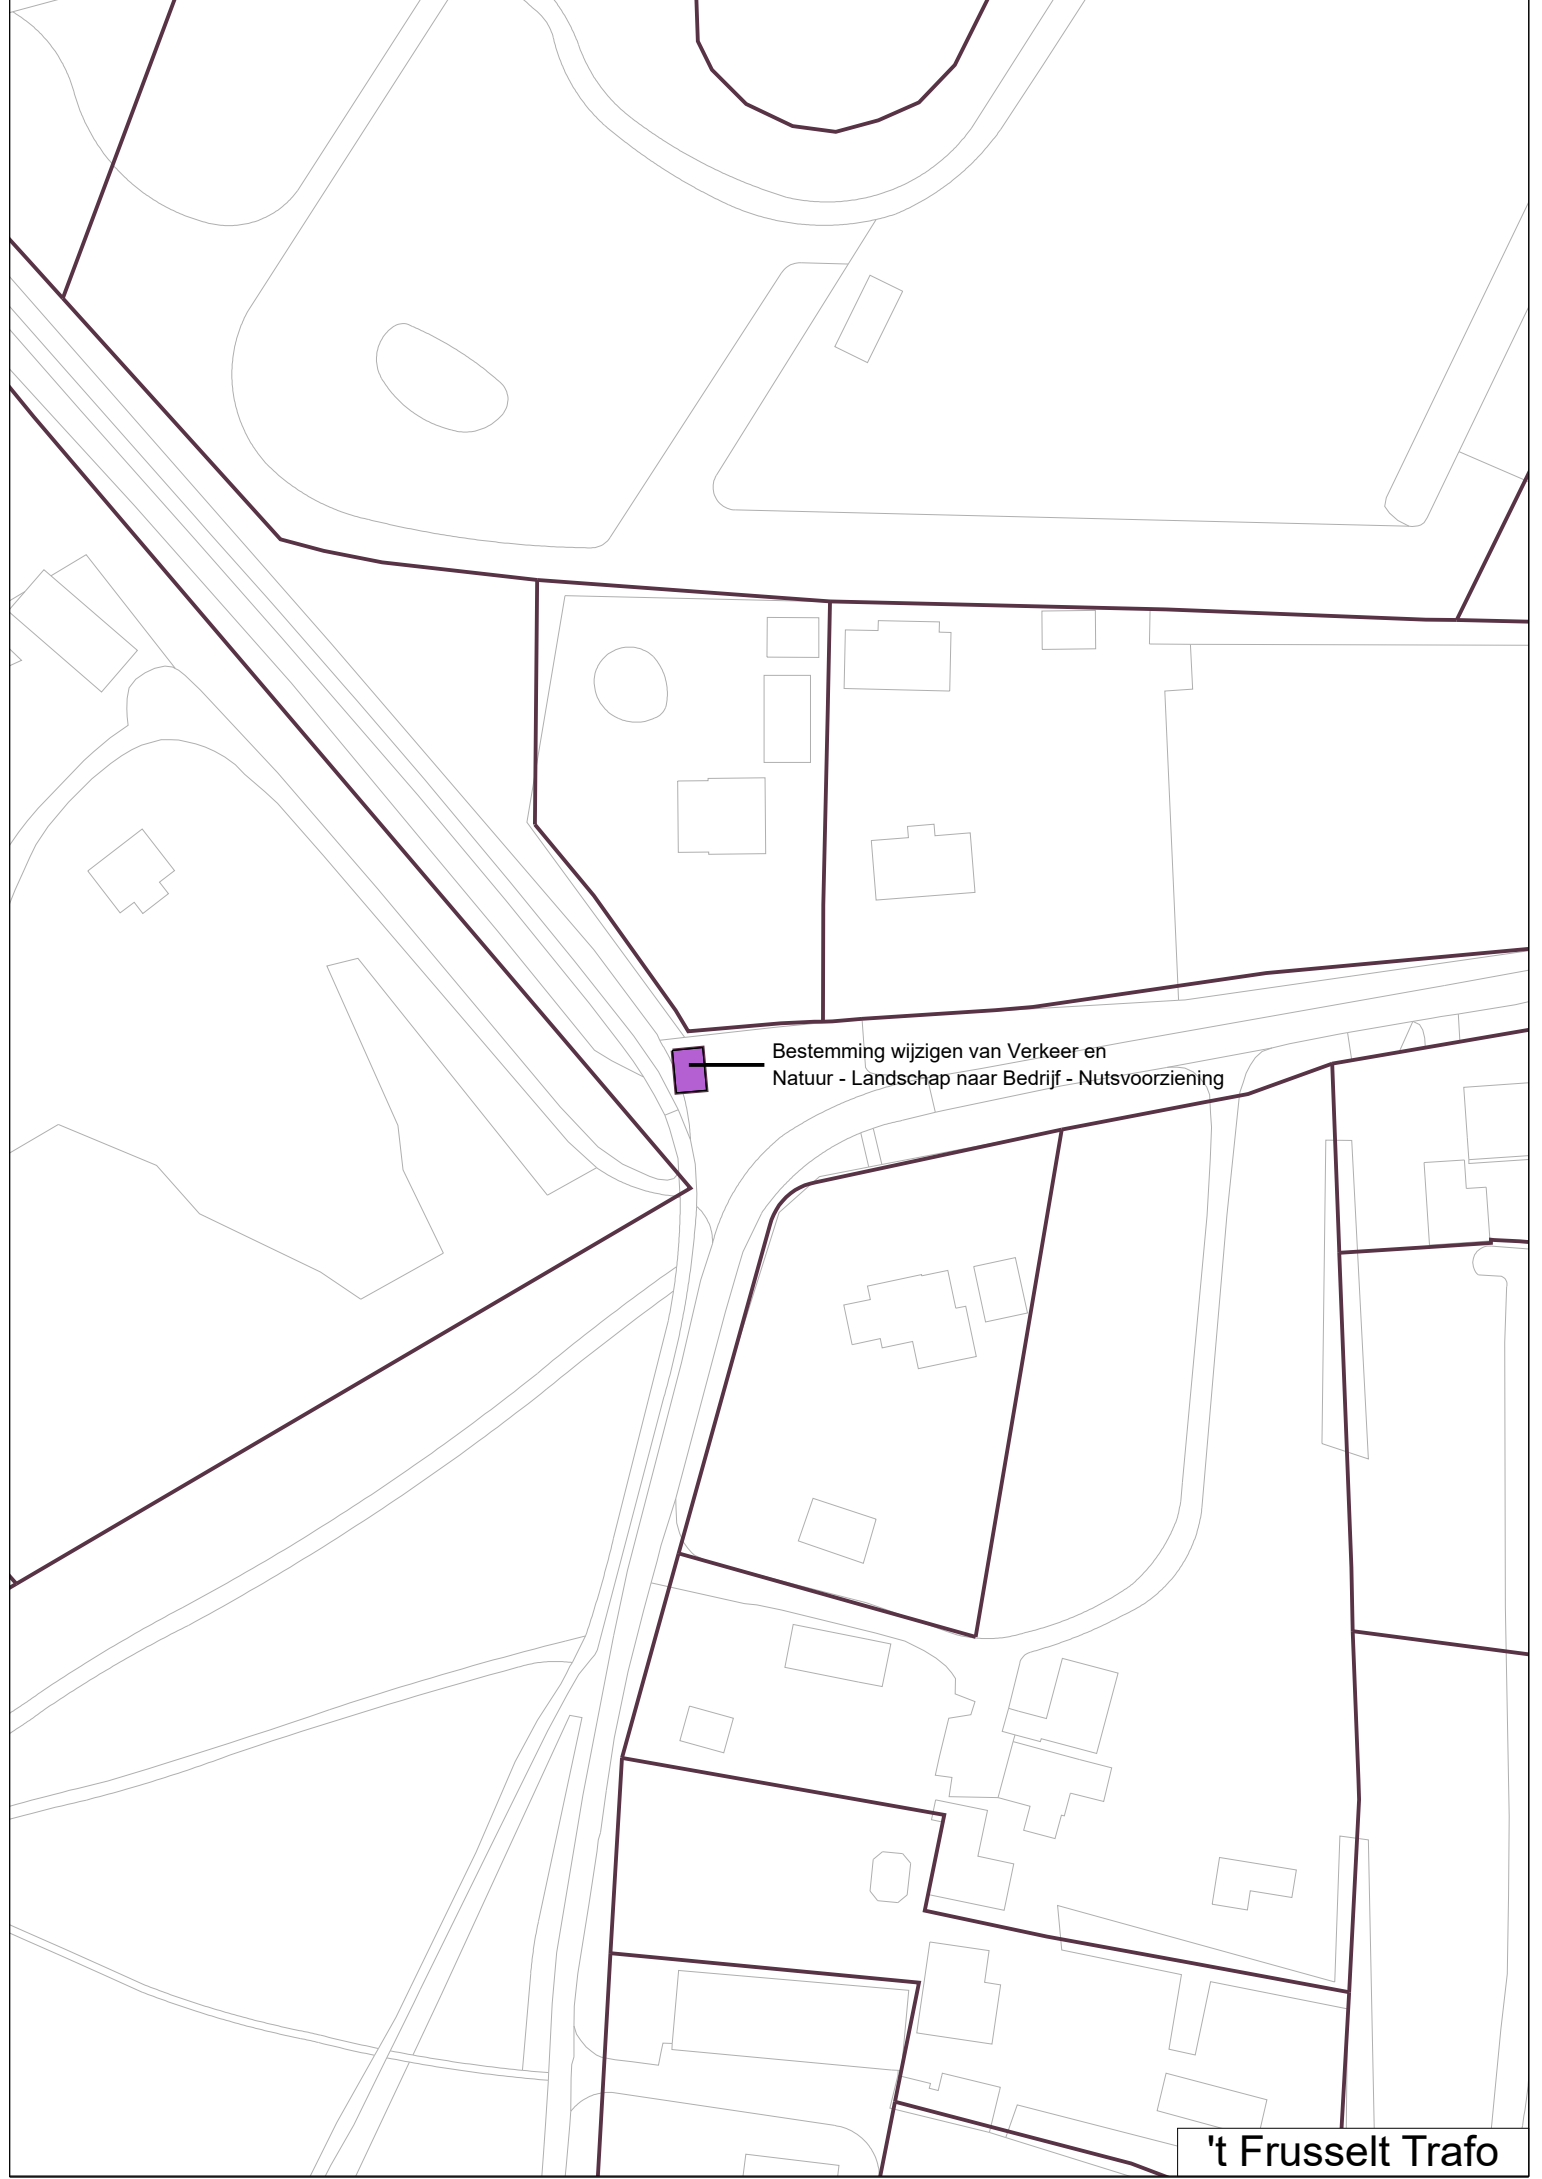 Bestemming wijzigen van Verkeer en
Natuur - Landschap naar Bedrijf - Nutsvoorziening
't Frusselt Trafo